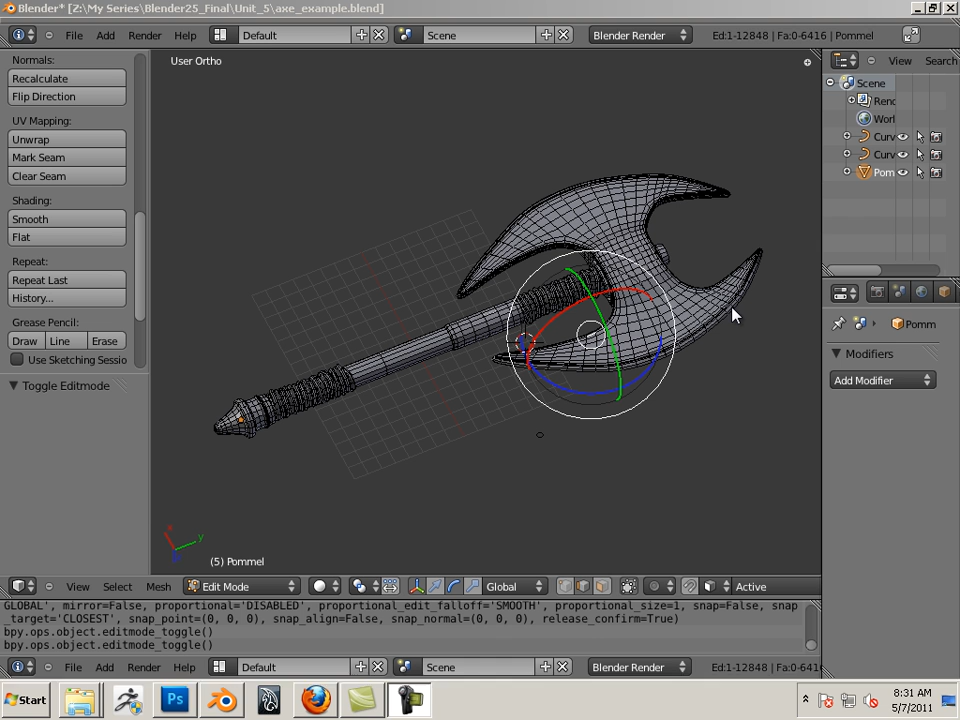 Blender* [Z:\My Series\Blender25_Final\Unit_5\axe_example.blend]
File Add Render Help Default Scene Blender Render Ed:1-12848 | Fa:0-6416 | Pommel
User Ortho
View Search
Normals:
Recalculate
Flip Direction
UV Mapping:
Unwrap
Mark Seam
Clear Seam
Shading:
Smooth
Flat
Repeat:
Repeat Last
History...
Grease Pencil:
Draw Line Erase
Use Sketching Sessio
Toggle Editmode
Scene
Rend
Worl
Curv
Curv
Pom
Pomm
Modifiers
Add Modifier
x
y
(5) Pommel
View Select Mesh Edit Mode Global Active
GLOBAL', mirror=False, proportional='DISABLED', proportional_edit_falloff='SMOOTH', proportional_size=1, snap=False, snap
_target='CLOSEST', snap_point=(0, 0, 0), snap_align=False, snap_normal=(0, 0, 0), release_confirm=True)
bpy.ops.object.editmode_toggle()
bpy.ops.object.editmode_toggle()
File Add Render Help Default Scene Blender Render Ed:1-12848 | Fa:0-641
Start Ps 8:31 AM
5/7/2011